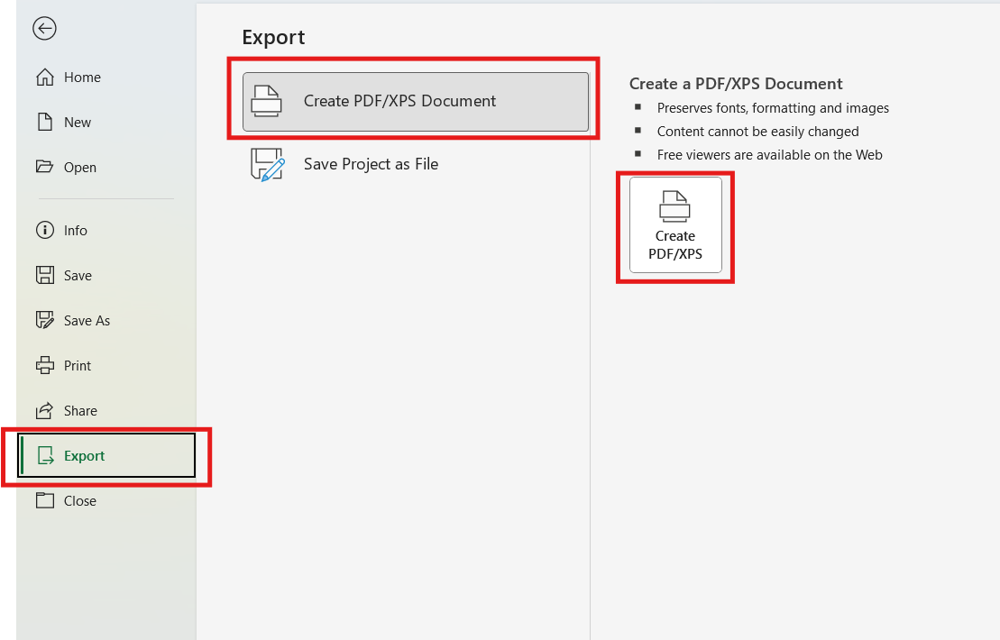 Home
New
Open
Info
Save
Save As
Print
Share
Export
Close
Export
Create PDF/XPS Document
Save Project as File
Create a PDF/XPS Document
Preserves fonts, formatting and images
Content cannot be easily changed
Free viewers are available on the Web
Create
PDF/XPS